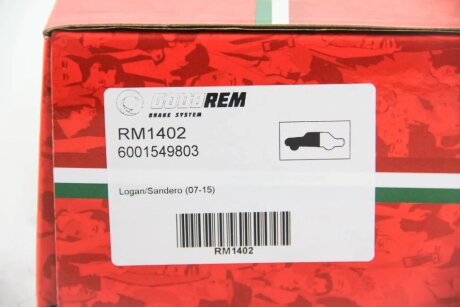 GOODREM
BRAKE SYSTEM
RM1402
6001549803
Logan/Sandero (07-15)
RM1402